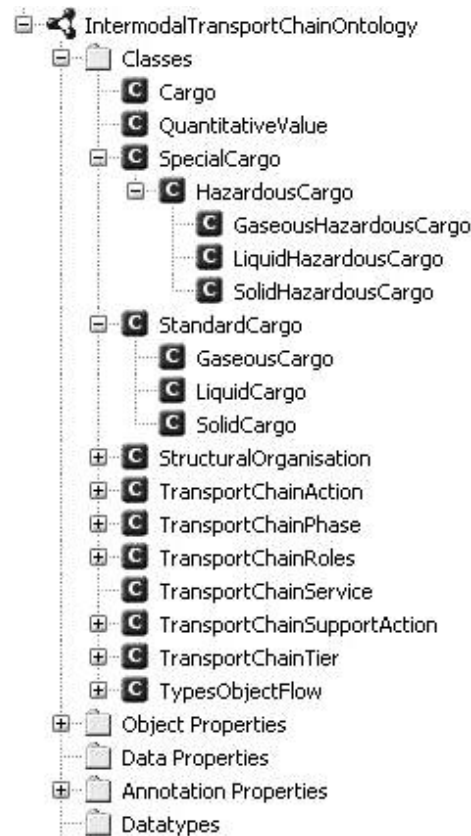 IntermodalTransportChainOntology
Classes
C Cargo
C QuantitativeValue
C SpecialCargo
C HazardousCargo
C GaseousHazardousCargo
C LiquidHazardousCargo
C SolidHazardousCargo
C StandardCargo
C GaseousCargo
C LiquidCargo
C SolidCargo
C StructuralOrganisation
C TransportChainAction
C TransportChainPhase
C TransportChainRoles
C TransportChainService
C TransportChainSupportAction
C TransportChainTier
C TypesObjectFlow
Object Properties
Data Properties
Annotation Properties
Datatypes